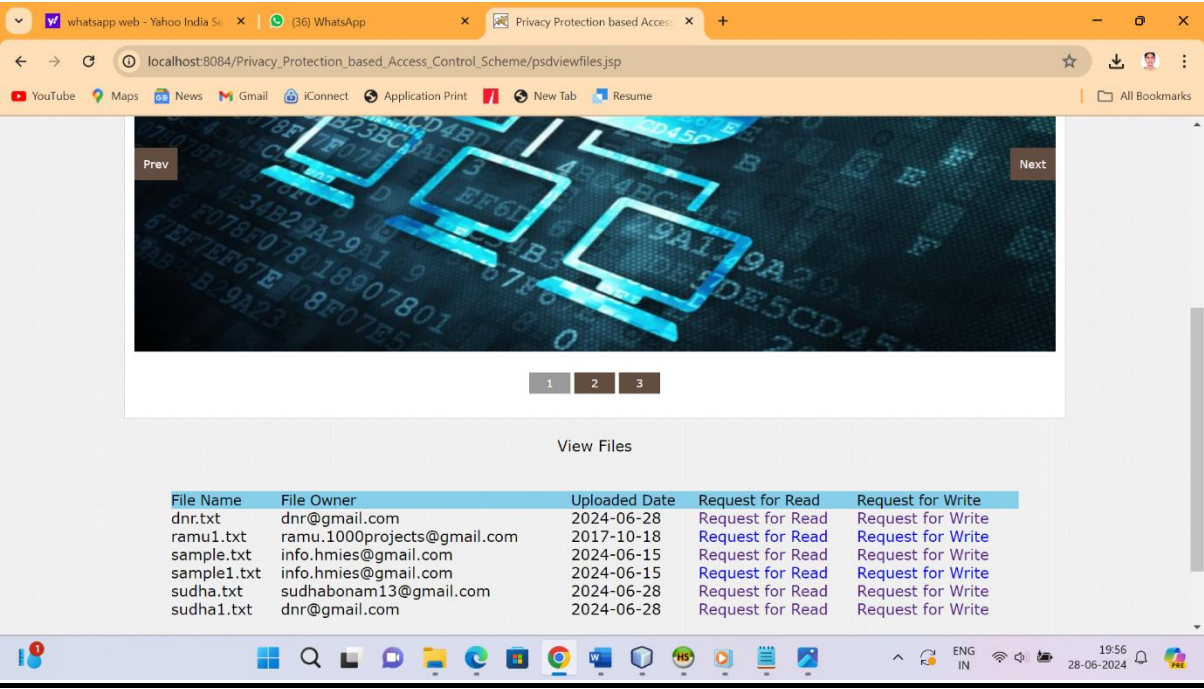 whatsapp web - Yahoo India Se
(36) WhatsApp
Privacy Protection based Access
localhost:8084/Privacy_Protection_based_Access_Control_Scheme/psdviewfiles.jsp
YouTube Maps News Gmail iConnect Application Print New Tab Resume All Bookmarks
Prev
Next
1 2 3
View Files
File Name File Owner Uploaded Date Request for Read Request for Write
dnr.txt dnr@gmail.com 2024-06-28 Request for Read Request for Write
ramu1.txt ramu.1000projects@gmail.com 2017-10-18 Request for Read Request for Write
sample.txt info.hmies@gmail.com 2024-06-15 Request for Read Request for Write
sample1.txt info.hmies@gmail.com 2024-06-15 Request for Read Request for Write
sudha.txt sudhabonam13@gmail.com 2024-06-28 Request for Read Request for Write
sudha1.txt dnr@gmail.com 2024-06-28 Request for Read Request for Write
1
ENG
IN
19:56
28-06-2024
PRE